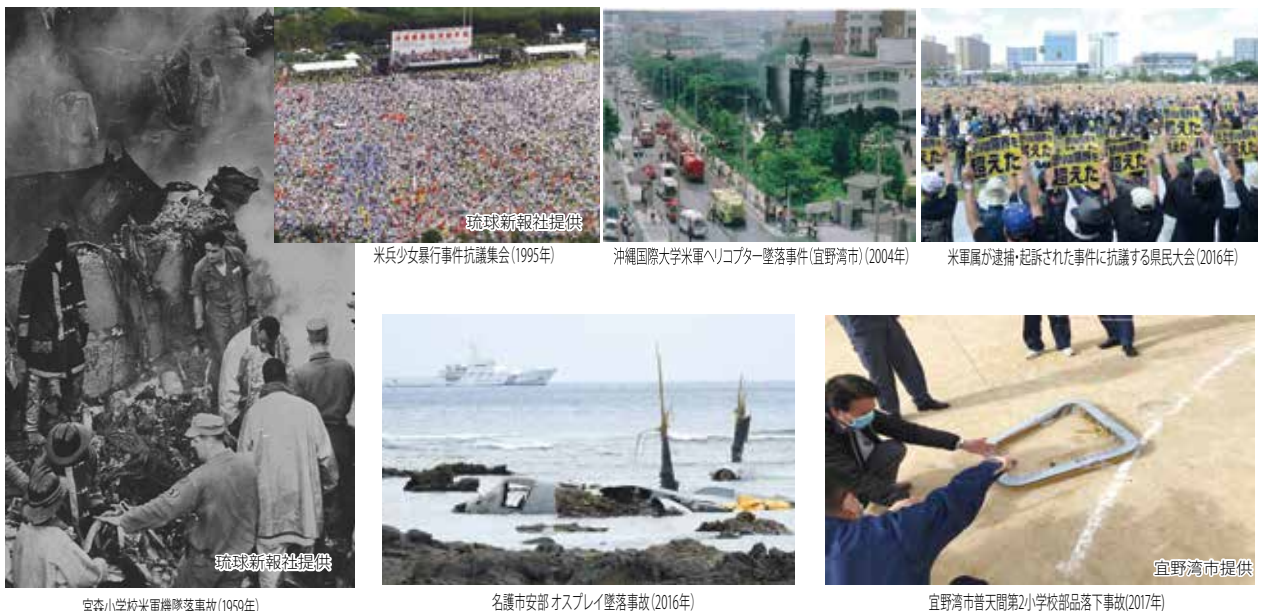 琉球新報社提供
米兵少女暴行事件抗議集会(1995年)
沖縄国際大学米軍ヘリコプター墜落事件(宜野湾市)(2004年)
超えた
超えた
超えた
超えた
米軍属が逮捕・起訴された事件に抗議する県民大会(2016年)
琉球新報社提供
宮森小学校米軍機墜落事故(1959年)
名護市安部 オスプレイ墜落事故(2016年)
宜野湾市提供
宜野湾市普天間第2小学校部品落下事故(2017年)